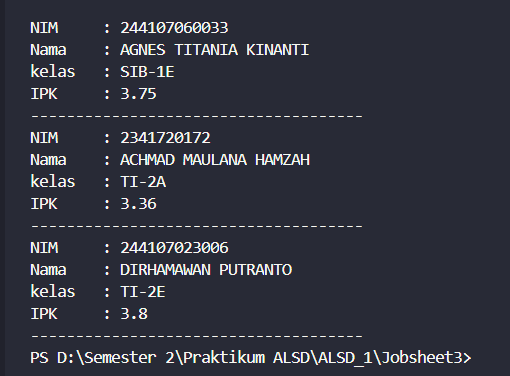 NIM     : 244107060033
Nama    : AGNES TITANIA KINANTI
kelas   : SIB-1E
IPK     : 3.75
------------------------------------
NIM     : 2341720172
Nama    : ACHMAD MAULANA HAMZAH
kelas   : TI-2A
IPK     : 3.36
------------------------------------
NIM     : 244107023006
Nama    : DIRHAMAWAN PUTRANTO
kelas   : TI-2E
IPK     : 3.8
------------------------------------
PS D:\Semester 2\Praktikum ALSD\ALSD_1\Jobsheet3>